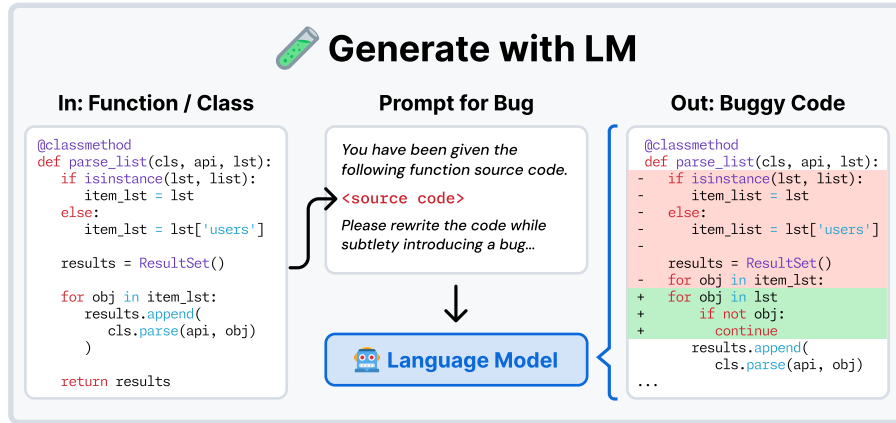 Generate with LM
In: Function / Class
@classmethod
def parse_list(cls, api, lst):
if isinstance(lst, list):
item_lst = lst
else:
item_lst = lst['users']
results = ResultSet()
for obj in item_lst:
results.append(
cls.parse(api, obj)
)
return results
Prompt for Bug
You have been given the
following function source code.
<source code>
Please rewrite the code while
subtlety introducing a bug...
Language Model
Out: Buggy Code
@classmethod
def parse_list(cls, api, lst):
- if isinstance(lst, list):
- item_lst = lst
- else:
- item_lst = lst['users']
-
results = ResultSet()
- for obj in item_lst:
+ for obj in lst
+ if not obj:
+ continue
results.append(
cls.parse(api, obj)
...